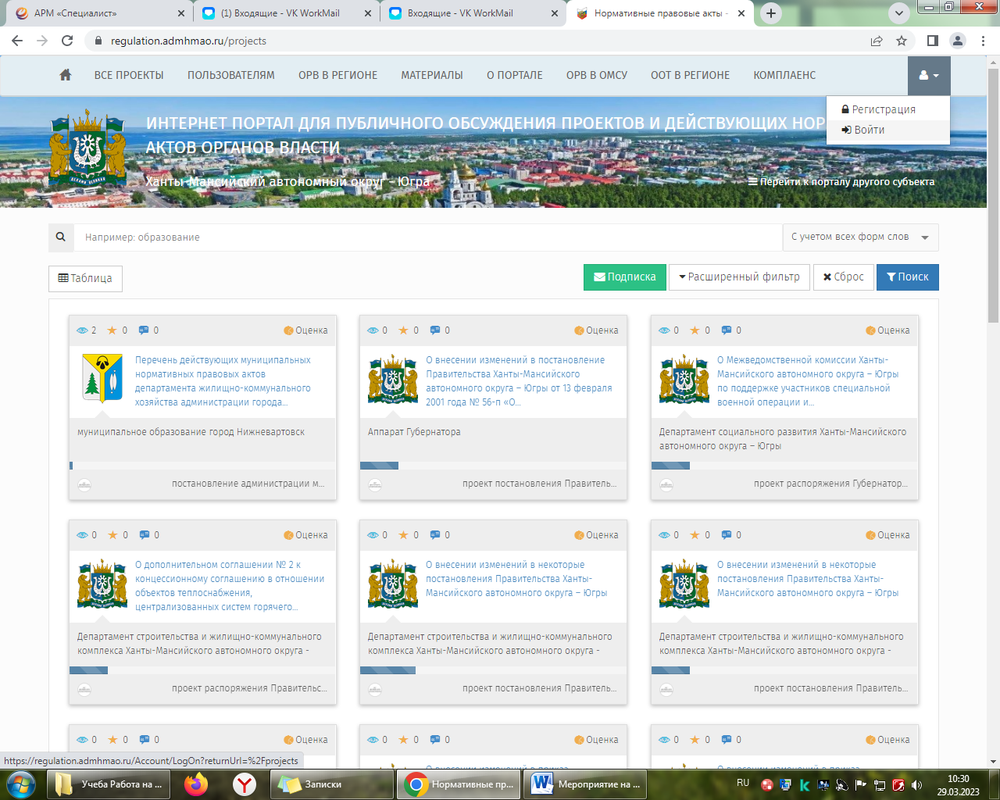 АРМ «Специалист»
(1) Входящие - VK WorkMail
Входящие - VK WorkMail
Нормативные правовые акты -
regulation.admhmao.ru/projects
ВСЕ ПРОЕКТЫ
ПОЛЬЗОВАТЕЛЯМ
ОРВ В РЕГИОНЕ
МАТЕРИАЛЫ
О ПОРТАЛЕ
ОРВ В ОМСУ
ООТ В РЕГИОНЕ
КОМПЛАЕНС
Регистрация
Войти
ИНТЕРНЕТ ПОРТАЛ ДЛЯ ПУБЛИЧНОГО ОБСУЖДЕНИЯ ПРОЕКТОВ И ДЕЙСТВУЮЩИХ НОР
АКТОВ ОРГАНОВ ВЛАСТИ
Ханты-Мансийский автономный округ - Югра
Перейти к порталу другого субъекта
Например: образование
С учетом всех форм слов
Таблица
Подписка
Расширенный фильтр
Сброс
Поиск
2 0 0 Оценка
Перечень действующих муниципальных
нормативных правовых актов
департамента жилищно-коммунального
хозяйства администрации города...
муниципальное образование город Нижневартовск
постановление администрации м...
0 0 0 Оценка
О внесении изменений в постановление
Правительства Ханты-Мансийского
автономного округа – Югры от 13 февраля
2001 года № 56-п «О...
Аппарат Губернатора
проект постановления Правитель...
0 0 0 Оценка
О Межведомственной комиссии Ханты-
Мансийского автономного округа – Югры
по поддержке участников специальной
военной операции и...
Департамент социального развития Ханты-Мансийского
автономного округа – Югры
проект распоряжения Губернатор...
0 0 0 Оценка
О дополнительном соглашении № 2 к
концессионному соглашению в отношении
объектов теплоснабжения,
централизованных систем горячего...
Департамент строительства и жилищно-коммунального
комплекса Ханты-Мансийского автономного округа -
проект распоряжения Правительс...
0 0 0 Оценка
О внесении изменений в некоторые
постановления Правительства Ханты-
Мансийского автономного округа – Югры
Департамент строительства и жилищно-коммунального
комплекса Ханты-Мансийского автономного округа -
проект постановления Правитель...
0 0 0 Оценка
О внесении изменений в некоторые
постановления Правительства Ханты-
Мансийского автономного округа – Югры
Департамент строительства и жилищно-коммунального
комплекса Ханты-Мансийского автономного округа -
проект постановления Правитель...
0 0 0 Оценка
0 0 0 Оценка
О внесении изменений в приказ
0 0 0 Оценка
О внесении изменений в приказ
https://regulation.admhmao.ru/Account/LogOn?returnUrl=%2Fprojects
Учеба Работа на ...
Записки
Нормативные пр...
Мероприятие на ...
RU
10:30
29.03.2023